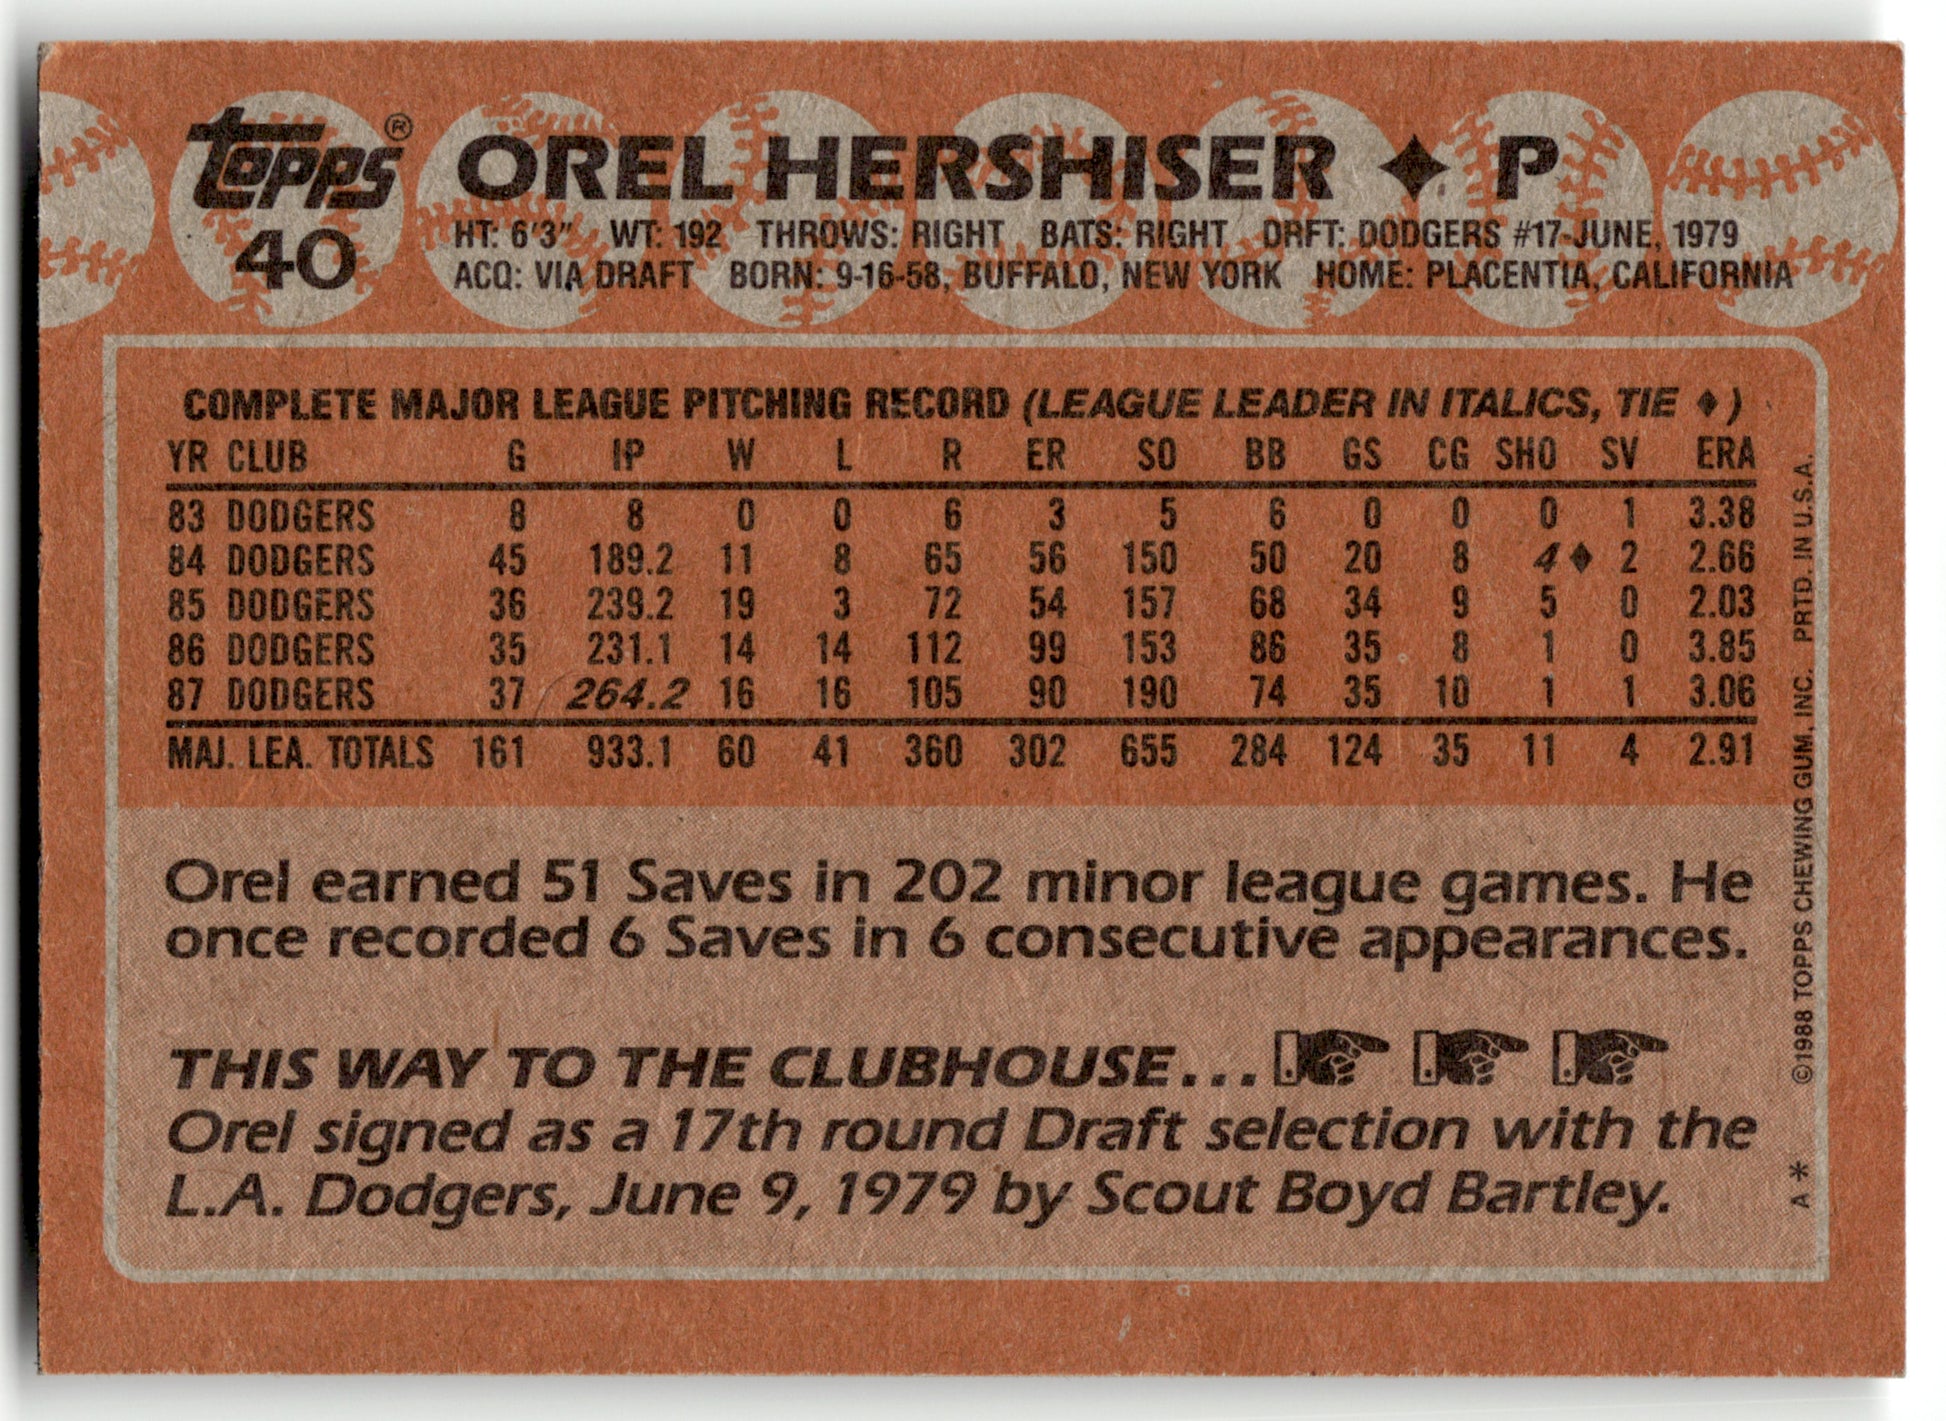 topps® OREL HERSHISER ♦ P
40
HT: 6'3" WT: 192 THROWS: RIGHT BATS: RIGHT DRFT: DODGERS #17-JUNE, 1979
ACQ: VIA DRAFT BORN: 9-16-58, BUFFALO, NEW YORK HOME: PLACENTIA, CALIFORNIA
COMPLETE MAJOR LEAGUE PITCHING RECORD (LEAGUE LEADER IN ITALICS, TIE ♦)
YR CLUB G IP W L R ER SO BB GS CG SHO SV ERA
83 DODGERS 8 8 0 0 6 3 5 6 0 0 0 1 3.38
84 DODGERS 45 189.2 11 8 65 56 150 50 20 8 4♦ 2 2.66
85 DODGERS 36 239.2 19 3 72 54 157 68 34 9 5 0 2.03
86 DODGERS 35 231.1 14 14 112 99 153 86 35 8 1 0 3.85
87 DODGERS 37 264.2 16 16 105 90 190 74 35 10 1 1 3.06
MAJ. LEA. TOTALS 161 933.1 60 41 360 302 655 284 124 35 11 4 2.91
Orel earned 51 Saves in 202 minor league games. He
once recorded 6 Saves in 6 consecutive appearances.
THIS WAY TO THE CLUBHOUSE...
Orel signed as a 17th round Draft selection with the
L.A. Dodgers, June 9, 1979 by Scout Boyd Bartley.
A* ©1988 TOPPS CHEWING GUM, INC. PRTD. IN U.S.A.